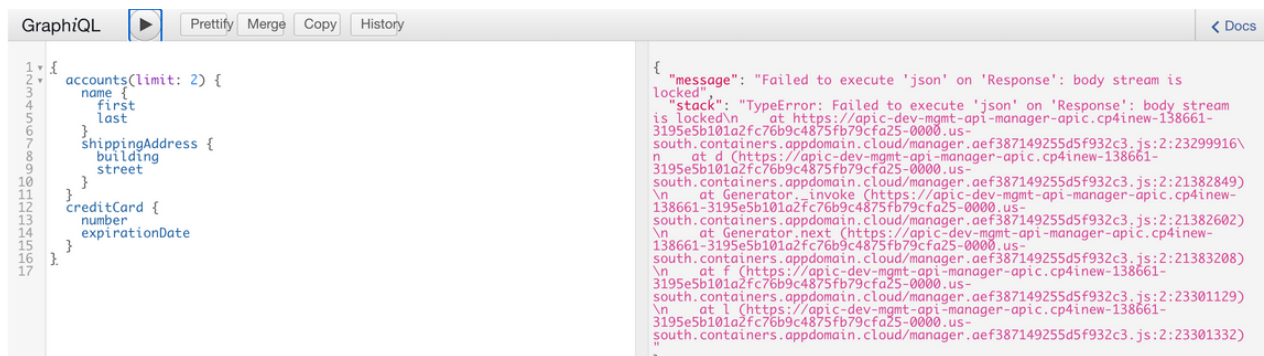 GraphiQL Prettify Merge Copy History < Docs
1 {
2 accounts(limit: 2) {
3 name {
4 first
5 last
6 }
7 shippingAddress {
8 building
9 street
10 }
11 }
12 creditCard {
13 number
14 expirationDate
15 }
16 }
17
{
"message": "Failed to execute 'json' on 'Response': body stream is
locked",
"stack": "TypeError: Failed to execute 'json' on 'Response': body stream
is locked\n at https://apic-dev-mgmt-api-manager-apic.cp4inew-138661-
3195e5b101a2fc76b9c4875fb79cfa25-0000.us-
south.containers.appdomain.cloud/manager.aef387149255d5f932c3.js:2:23299916\
n at d (https://apic-dev-mgmt-api-manager-apic.cp4inew-138661-
3195e5b101a2fc76b9c4875fb79cfa25-0000.us-
south.containers.appdomain.cloud/manager.aef387149255d5f932c3.js:2:21382849)
\n at Generator._invoke (https://apic-dev-mgmt-api-manager-apic.cp4inew-
138661-3195e5b101a2fc76b9c4875fb79cfa25-0000.us-
south.containers.appdomain.cloud/manager.aef387149255d5f932c3.js:2:21382602)
\n at Generator.next (https://apic-dev-mgmt-api-manager-apic.cp4inew-
138661-3195e5b101a2fc76b9c4875fb79cfa25-0000.us-
south.containers.appdomain.cloud/manager.aef387149255d5f932c3.js:2:21383208)
\n at f (https://apic-dev-mgmt-api-manager-apic.cp4inew-138661-
3195e5b101a2fc76b9c4875fb79cfa25-0000.us-
south.containers.appdomain.cloud/manager.aef387149255d5f932c3.js:2:23301129)
\n at l (https://apic-dev-mgmt-api-manager-apic.cp4inew-138661-
3195e5b101a2fc76b9c4875fb79cfa25-0000.us-
south.containers.appdomain.cloud/manager.aef387149255d5f932c3.js:2:23301332)
"